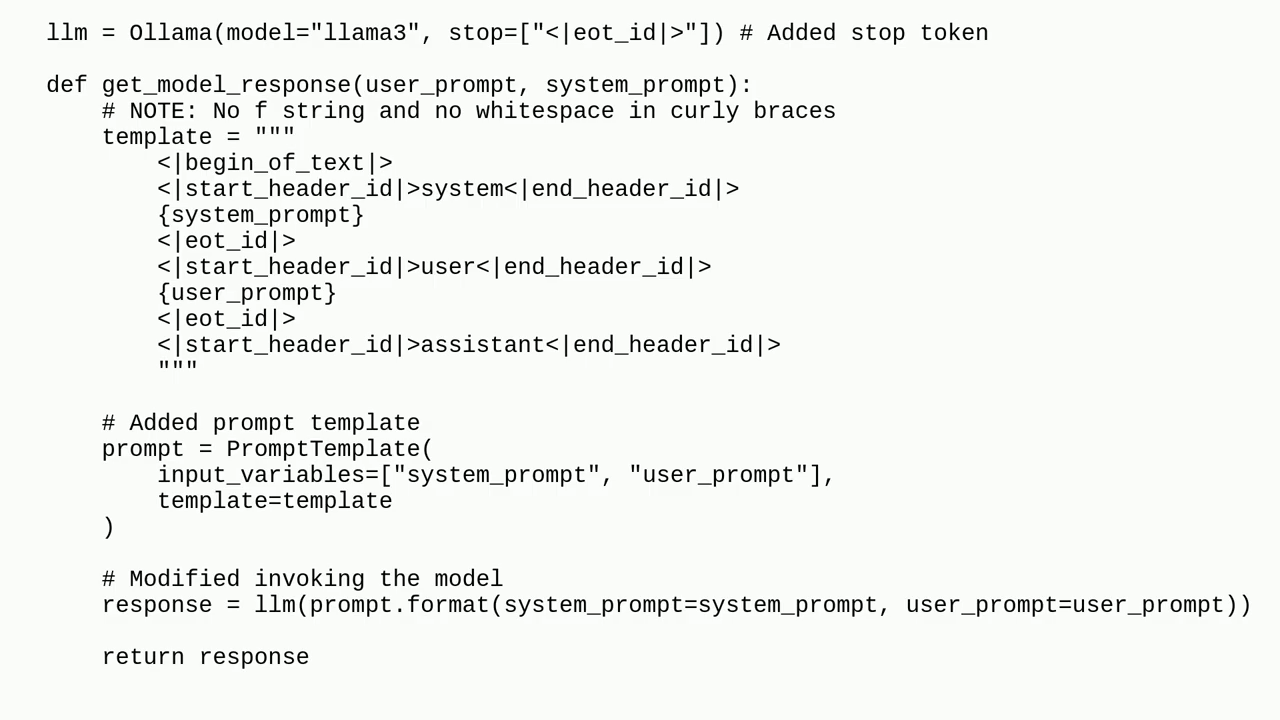 llm = Ollama(model="llama3", stop=["<|eot_id|>"]) # Added stop token
def get_model_response(user_prompt, system_prompt):
    # NOTE: No f string and no whitespace in curly braces
    template = """
        <|begin_of_text|>
        <|start_header_id|>system<|end_header_id|>
        {system_prompt}
        <|eot_id|>
        <|start_header_id|>user<|end_header_id|>
        {user_prompt}
        <|eot_id|>
        <|start_header_id|>assistant<|end_header_id|>
        """
    # Added prompt template
    prompt = PromptTemplate(
        input_variables=["system_prompt", "user_prompt"],
        template=template
    )
    # Modified invoking the model
    response = llm(prompt.format(system_prompt=system_prompt, user_prompt=user_prompt))
    return response